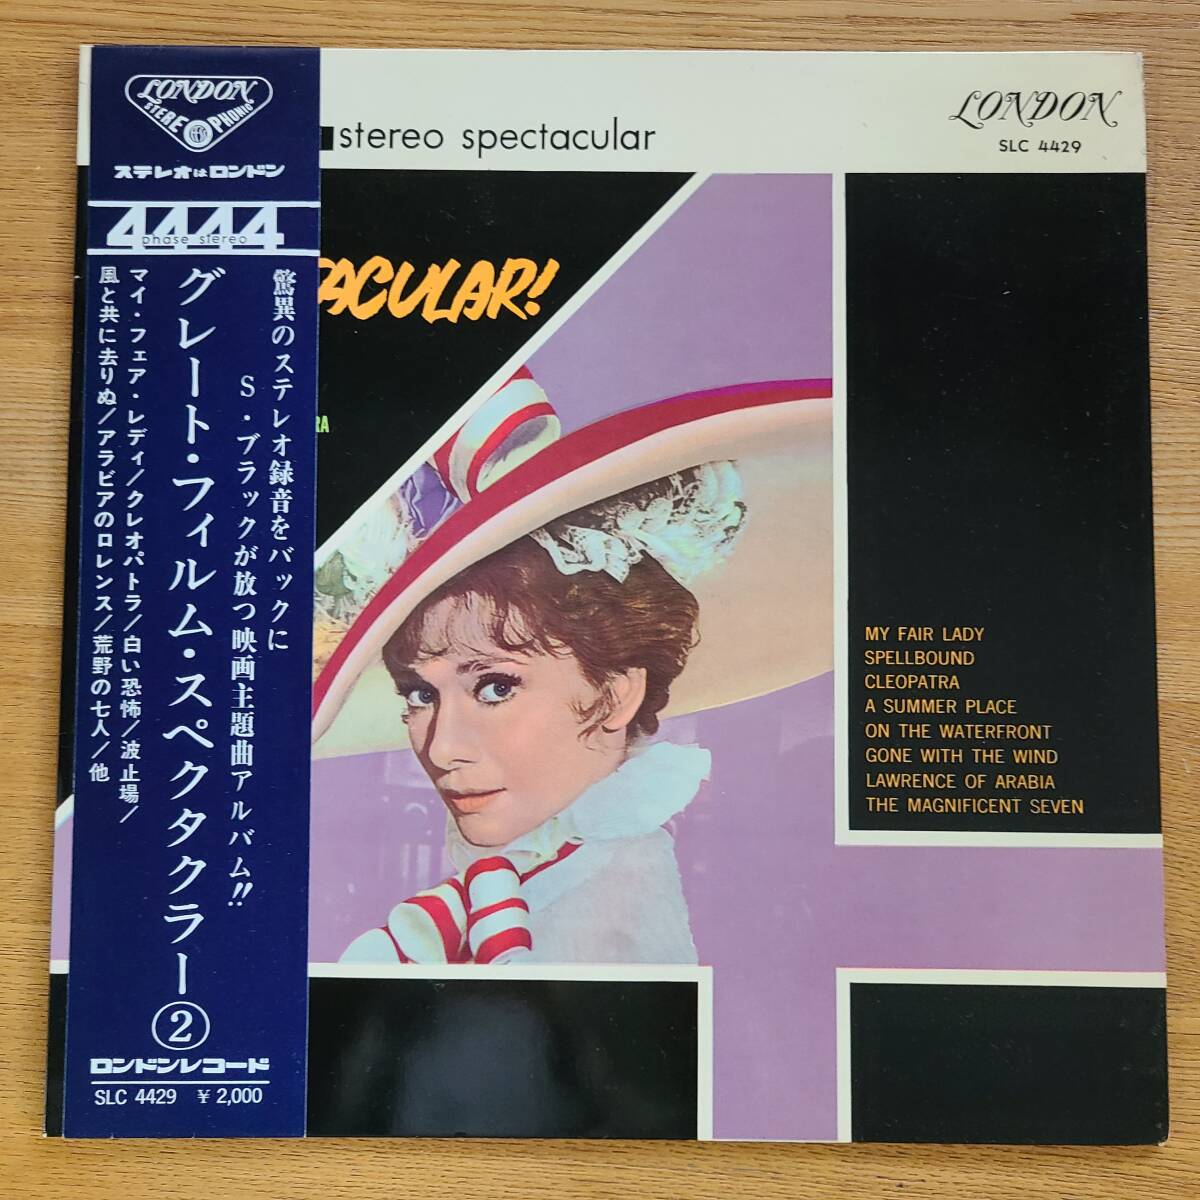 LONDON
STEREOPHONIC
ステレオはロンドン
4444
phase stereo
驚異のステレオ録音をバックに
S・ブラックが放つ映画主題曲アルバム!!
グレート・フィルム・スペクタクラー②
マイ・フェア・レディ/クレオパトラ/白い恐怖/波止場/
風と共に去りぬ/アラビアのロレンス/荒野の七人/他
ロンドンレコード
SLC 4429 ¥2,000
stereo spectacular
LONDON
SLC 4429
ACULAR!
RA
MY FAIR LADY
SPELLBOUND
CLEOPATRA
A SUMMER PLACE
ON THE WATERFRONT
GONE WITH THE WIND
LAWRENCE OF ARABIA
THE MAGNIFICENT SEVEN